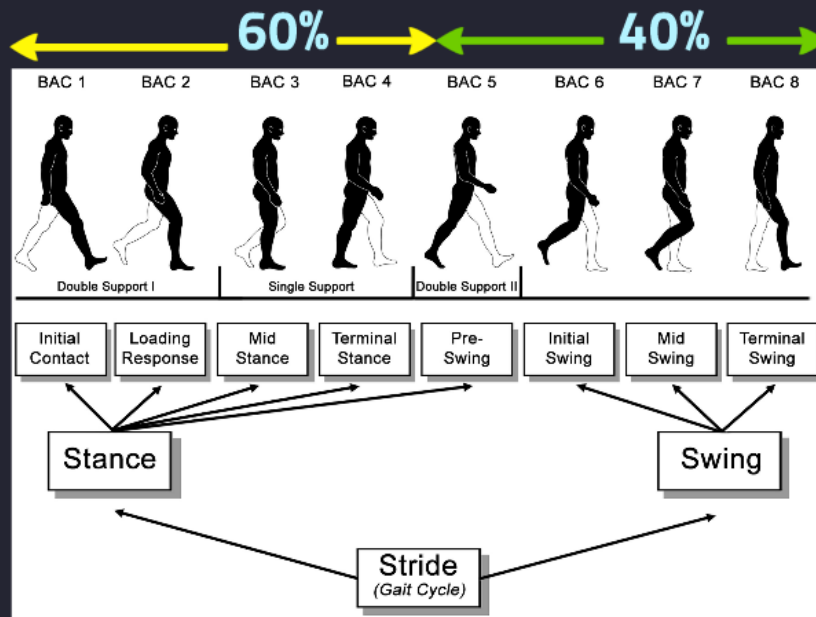 60% 40%
BAC 1 BAC 2 BAC 3 BAC 4 BAC 5 BAC 6 BAC 7 BAC 8
Double Support I Single Support Double Support II
Initial Contact
Loading Response
Mid Stance
Terminal Stance
Pre-Swing
Initial Swing
Mid Swing
Terminal Swing
Stance
Swing
Stride
(Gait Cycle)